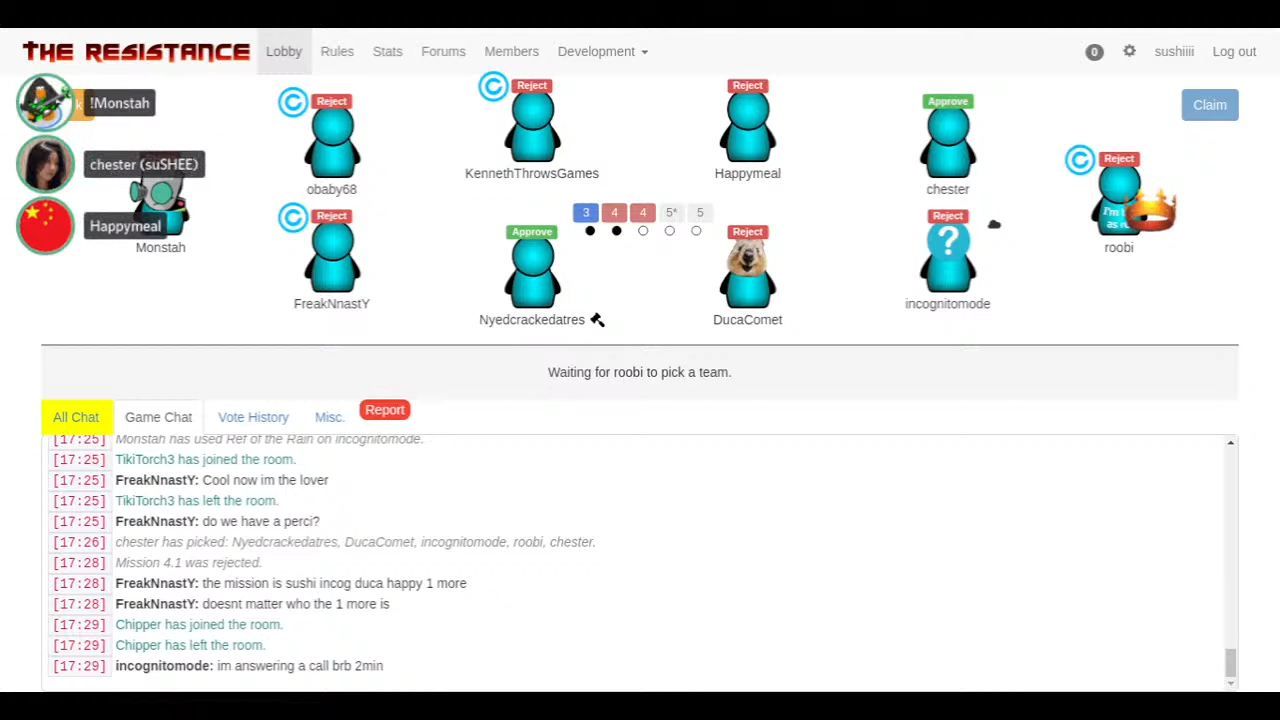 THE RESISTANCE
Lobby
Rules
Stats
Forums
Members
Development
0
sushiiii
Log out
!Monstah
chester (suSHEE)
Happymeal
Monstah
Reject
obaby68
Reject
KennethThrowsGames
Reject
Happymeal
Approve
chester
Claim
Reject
I'm
as ro
roobi
3 4 4 5* 5
Reject
FreakNnastY
Approve
Nyedcrackedatres
Reject
DucaComet
Reject
?
incognitomode
Waiting for roobi to pick a team.
All Chat
Game Chat
Vote History
Misc.
Report
[17:25] Monstah has used Ref of the Rain on incognitomode.
[17:25] TikiTorch3 has joined the room.
[17:25] FreakNnastY: Cool now im the lover
[17:25] TikiTorch3 has left the room.
[17:25] FreakNnastY: do we have a perci?
[17:26] chester has picked: Nyedcrackedatres, DucaComet, incognitomode, roobi, chester.
[17:28] Mission 4.1 was rejected.
[17:28] FreakNnastY: the mission is sushi incog duca happy 1 more
[17:28] FreakNnastY: doesnt matter who the 1 more is
[17:29] Chipper has joined the room.
[17:29] Chipper has left the room.
[17:29] incognitomode: im answering a call brb 2min